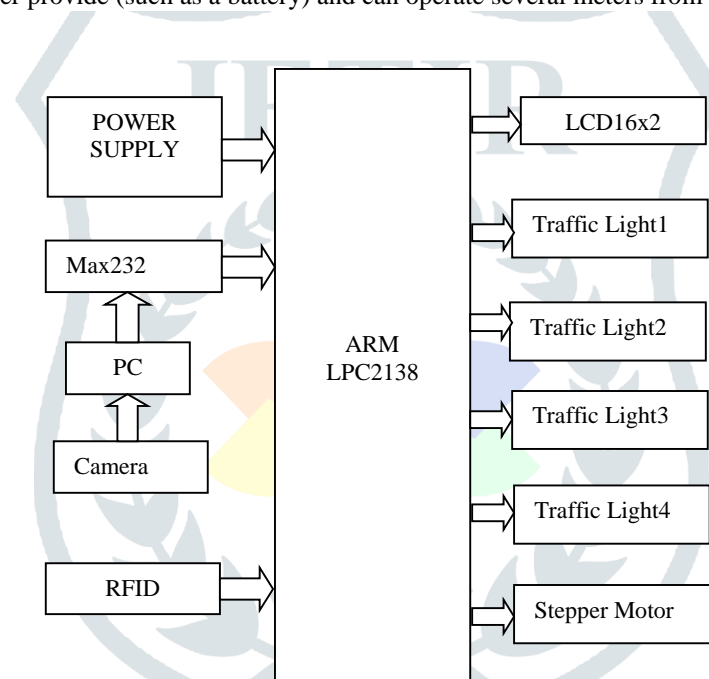 er provide (such as a battery) and can operate several meters from
JETIR
POWER
SUPPLY
LCD16x2
Traffic Light1
Max232
Traffic Light2
ARM
LPC2138
PC
Traffic Light3
Camera
Traffic Light4
RFID
Stepper Motor